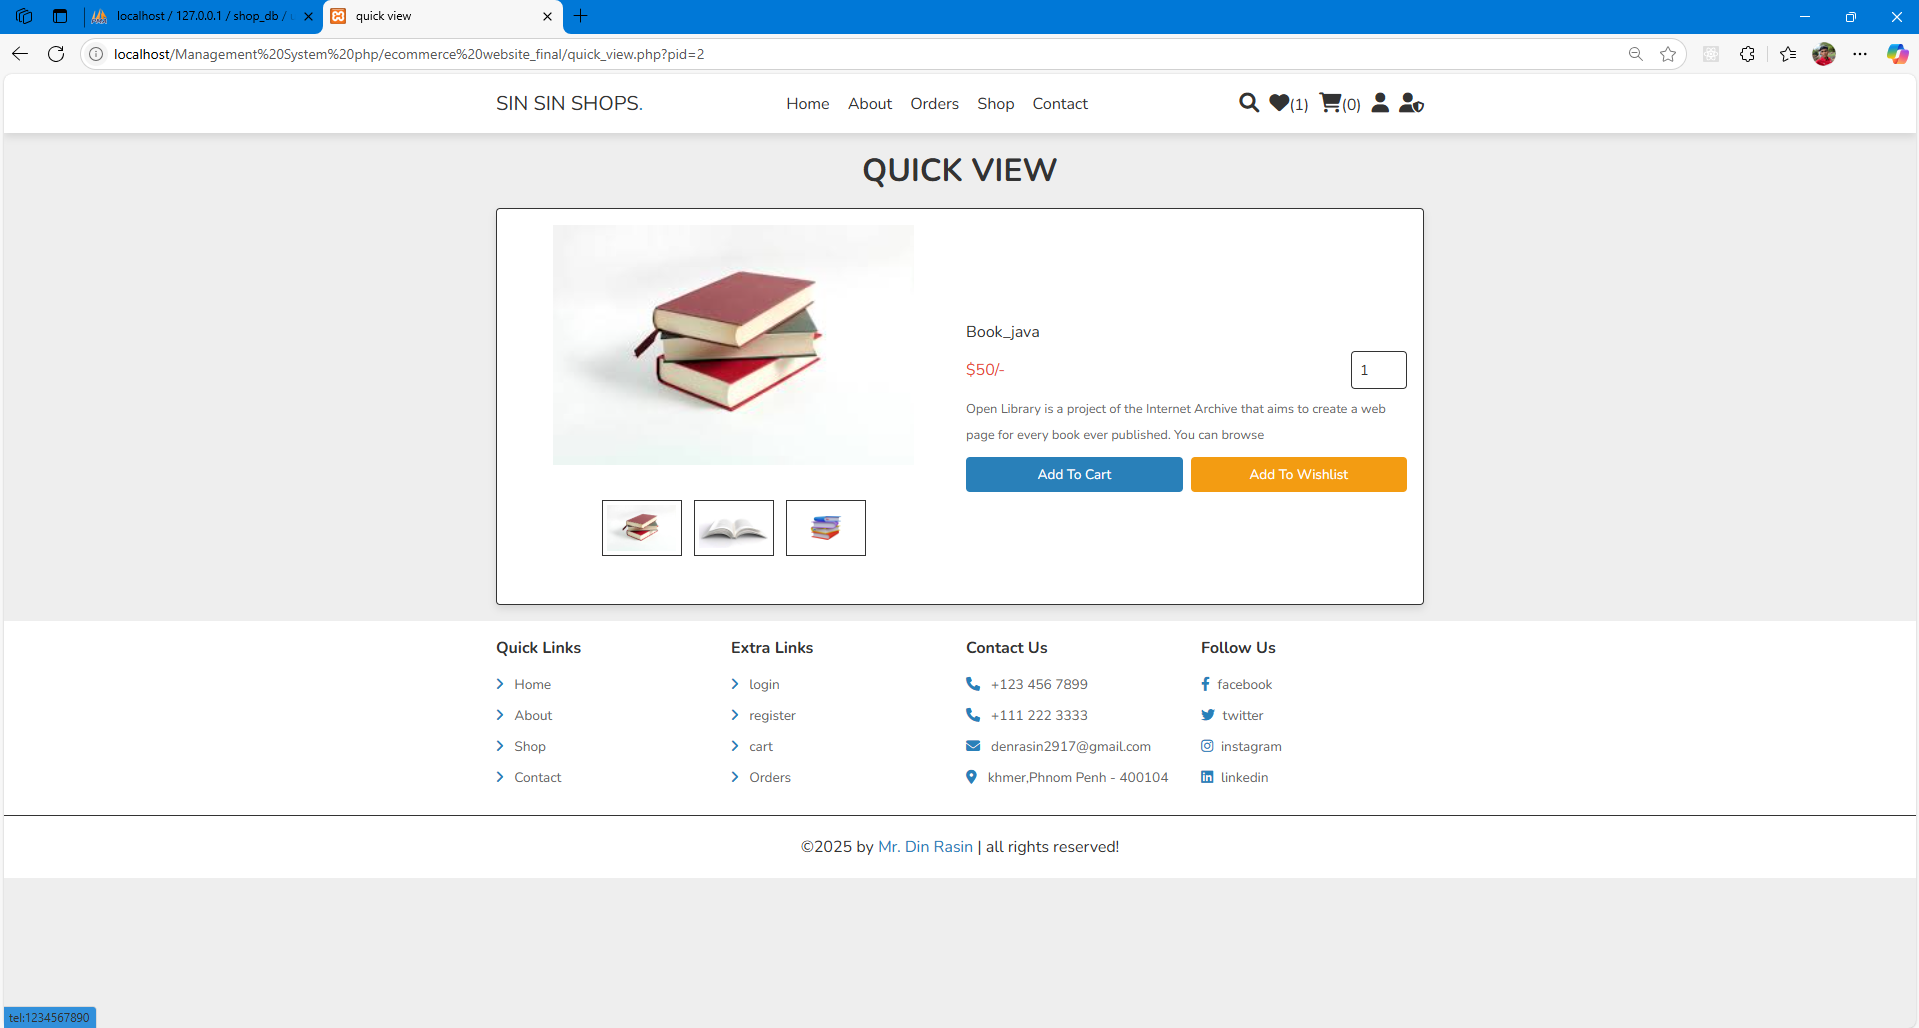 localhost / 127.0.0.1 / shop_db /
quick view
localhost/Management%20System%20php/ecommerce%20website_final/quick_view.php?pid=2
SIN SIN SHOPS.
Home About Orders Shop Contact
(1) (0)
QUICK VIEW
Book_java
$50/-
1
Open Library is a project of the Internet Archive that aims to create a web
page for every book ever published. You can browse
Add To Cart
Add To Wishlist
Quick Links
Home
About
Shop
Contact
Extra Links
login
register
cart
Orders
Contact Us
+123 456 7899
+111 222 3333
denrasin2917@gmail.com
khmer,Phnom Penh - 400104
Follow Us
facebook
twitter
instagram
linkedin
©2025 by Mr. Din Rasin | all rights reserved!
tel:1234567890